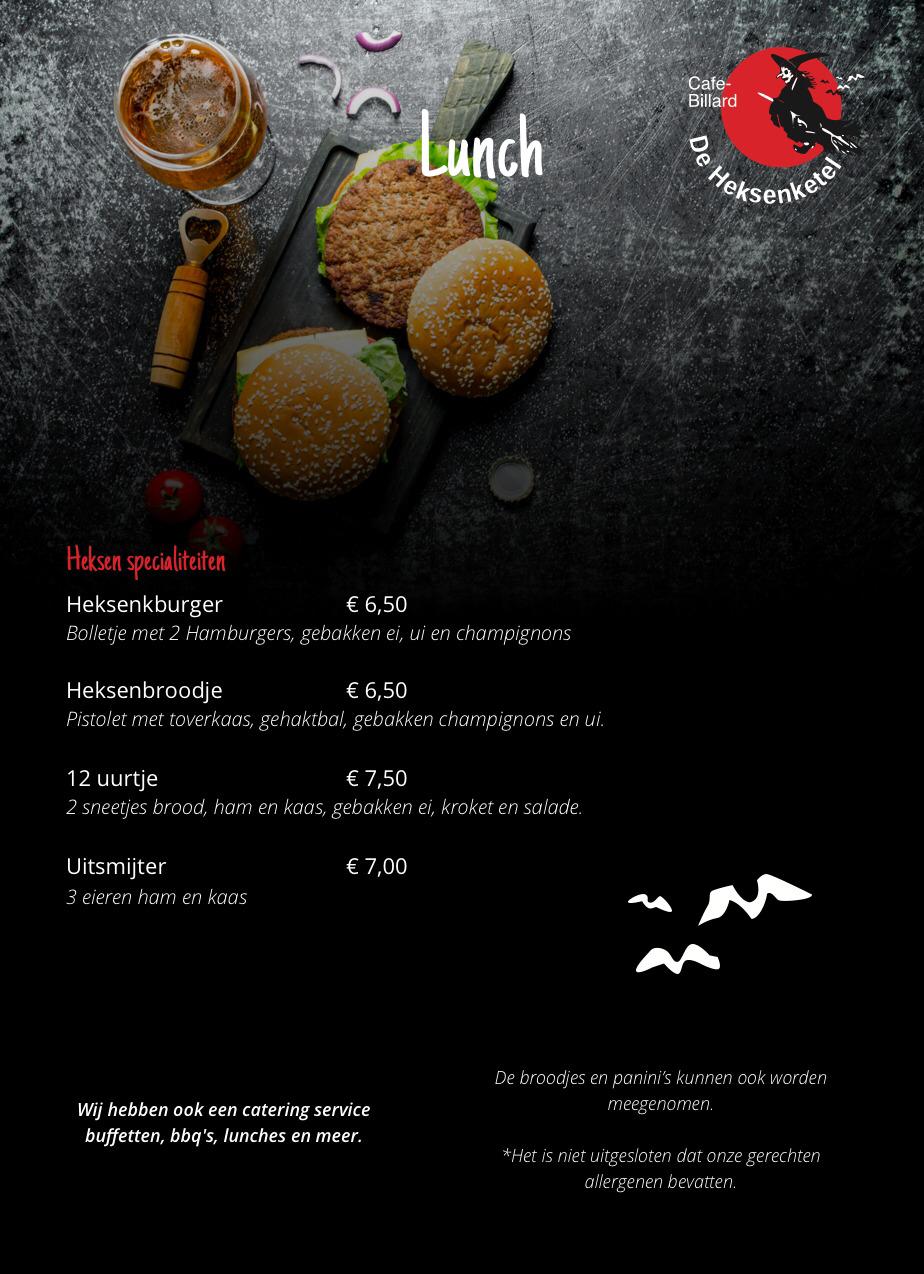 Lunch
Cafe-
Billard
De Heksenketel
Heksen specialiteiten
Heksenkburger € 6,50
Bolletje met 2 Hamburgers, gebakken ei, ui en champignons
Heksenbroodje € 6,50
Pistolet met toverkaas, gehaktbal, gebakken champignons en ui.
12 uurtje € 7,50
2 sneetjes brood, ham en kaas, gebakken ei, kroket en salade.
Uitsmijter € 7,00
3 eieren ham en kaas
Wij hebben ook een catering service
buffetten, bbq's, lunches en meer.
De broodjes en panini’s kunnen ook worden
meegenomen.
*Het is niet uitgesloten dat onze gerechten
allergenen bevatten.